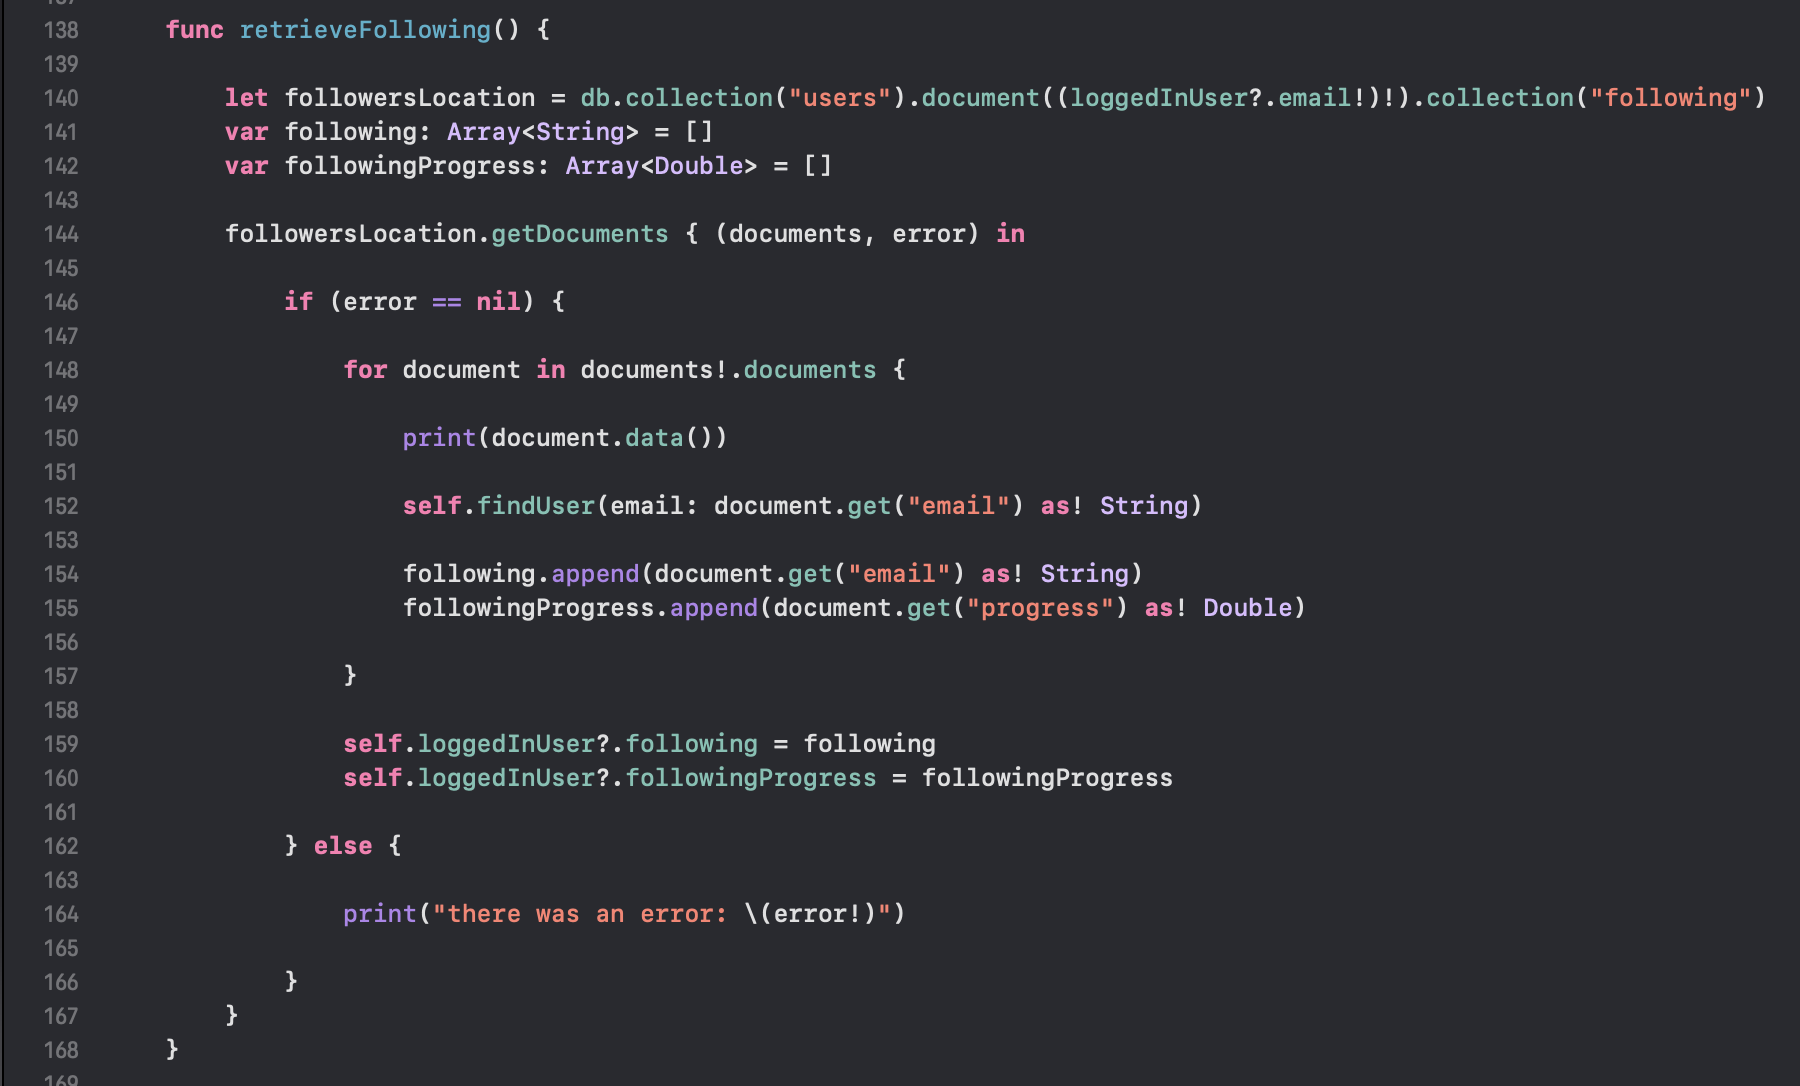 137
138 func retrieveFollowing() {
139
140 let followersLocation = db.collection("users").document((loggedInUser?.email!)!).collection("following")
141 var following: Array<String> = []
142 var followingProgress: Array<Double> = []
143
144 followersLocation.getDocuments { (documents, error) in
145
146 if (error == nil) {
147
148 for document in documents!.documents {
149
150 print(document.data())
151
152 self.findUser(email: document.get("email") as! String)
153
154 following.append(document.get("email") as! String)
155 followingProgress.append(document.get("progress") as! Double)
156
157 }
158
159 self.loggedInUser?.following = following
160 self.loggedInUser?.followingProgress = followingProgress
161
162 } else {
163
164 print("there was an error: \(error!)")
165
166 }
167 }
168 }
169